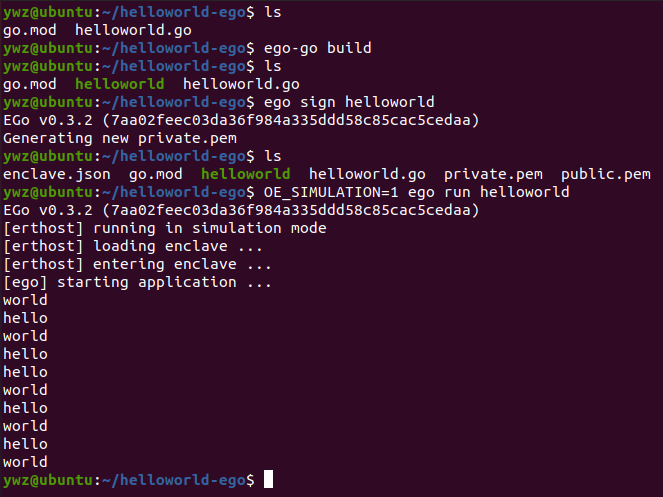 ywz@ubuntu:~/helloworld-ego$ ls
go.mod  helloworld.go
ywz@ubuntu:~/helloworld-ego$ ego-go build
ywz@ubuntu:~/helloworld-ego$ ls
go.mod  helloworld  helloworld.go
ywz@ubuntu:~/helloworld-ego$ ego sign helloworld
EGo v0.3.2 (7aa02feec03da36f984a335ddd58c85cac5cedaa)
Generating new private.pem
ywz@ubuntu:~/helloworld-ego$ ls
enclave.json  go.mod  helloworld  helloworld.go  private.pem  public.pem
ywz@ubuntu:~/helloworld-ego$ OE_SIMULATION=1 ego run helloworld
EGo v0.3.2 (7aa02feec03da36f984a335ddd58c85cac5cedaa)
[erthost] running in simulation mode
[erthost] loading enclave ...
[erthost] entering enclave ...
[ego] starting application ...
world
hello
world
hello
hello
world
hello
world
hello
world
ywz@ubuntu:~/helloworld-ego$